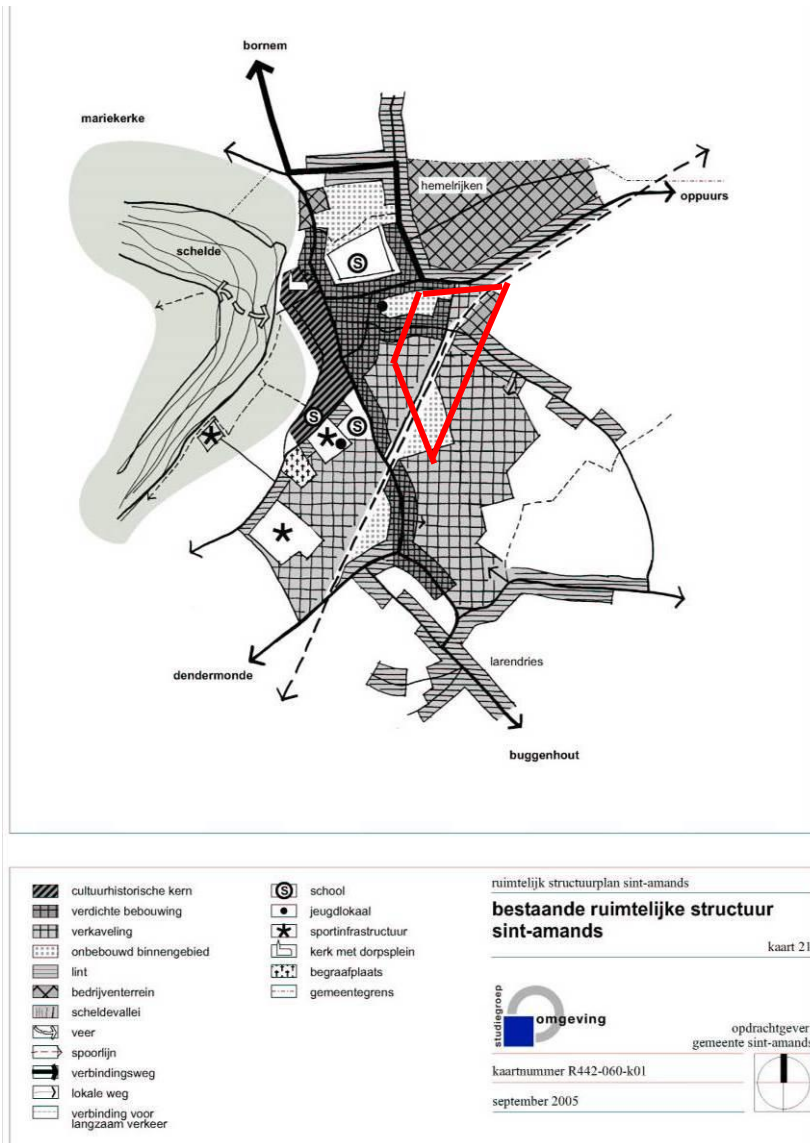 bornem
mariekerke
hemelrijken
oppuurs
schelde
S
S
S
dendermonde
larendries
buggenhout
cultuurhistorische kern
verdichte bebouwing
verkaveling
onbebouwd binnengebied
lint
bedrijventerrein
scheldevallei
veer
spoorlijn
verbindingsweg
lokale weg
verbinding voor
langzaam verkeer
S school
jeugdlokaal
sportinfrastructuur
kerk met dorpsplein
begraafplaats
gemeentegrens
ruimtelijk structuurplan sint-amands
bestaande ruimtelijke structuur
sint-amands
kaart 21
studiegroep
omgeving
opdrachtgever
gemeente sint-amands
kaartnummer R442-060-k01
september 2005